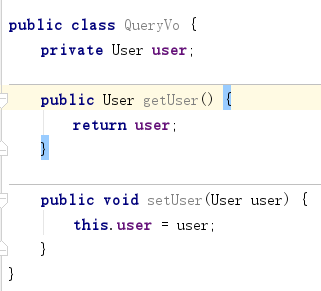 public class QueryVo {
private User user;
public User getUser() {
return user;
}
public void setUser(User user) {
this.user = user;
}
}